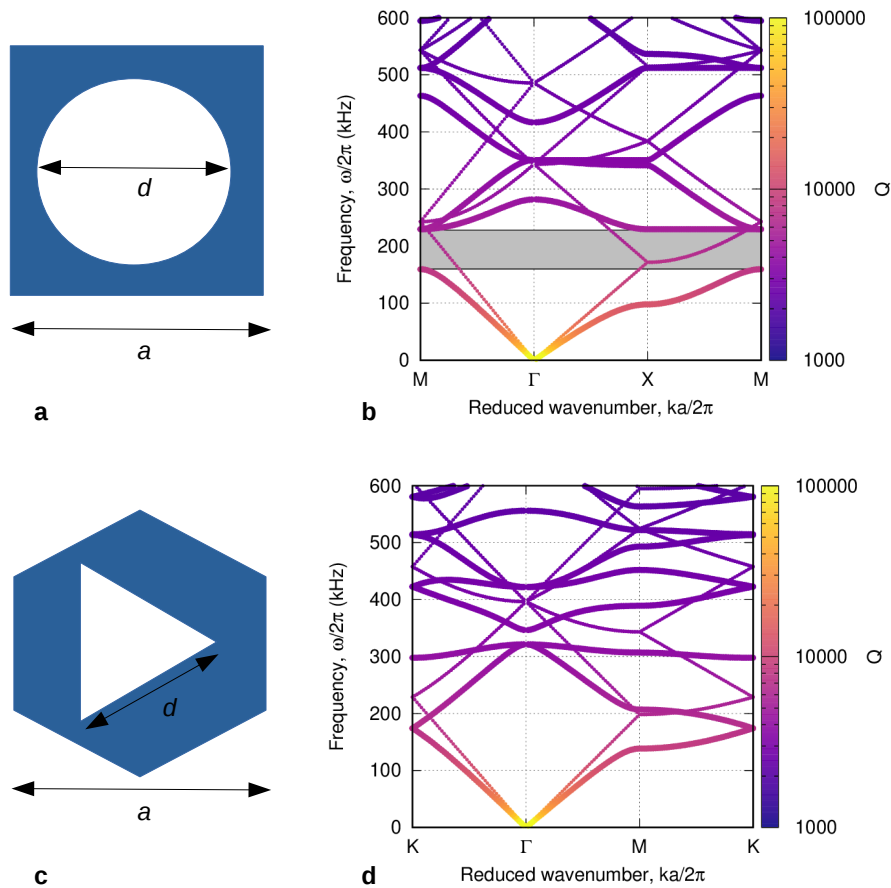 d
a
a
600
500
400
300
200
100
0
Frequency, ω/2π (kHz)
M
Γ
X
M
Reduced wavenumber, ka/2π
100000
10000
1000
Q
b
d
a
c
600
500
400
300
200
100
0
Frequency, ω/2π (kHz)
K
Γ
M
K
Reduced wavenumber, ka/2π
100000
10000
1000
Q
d